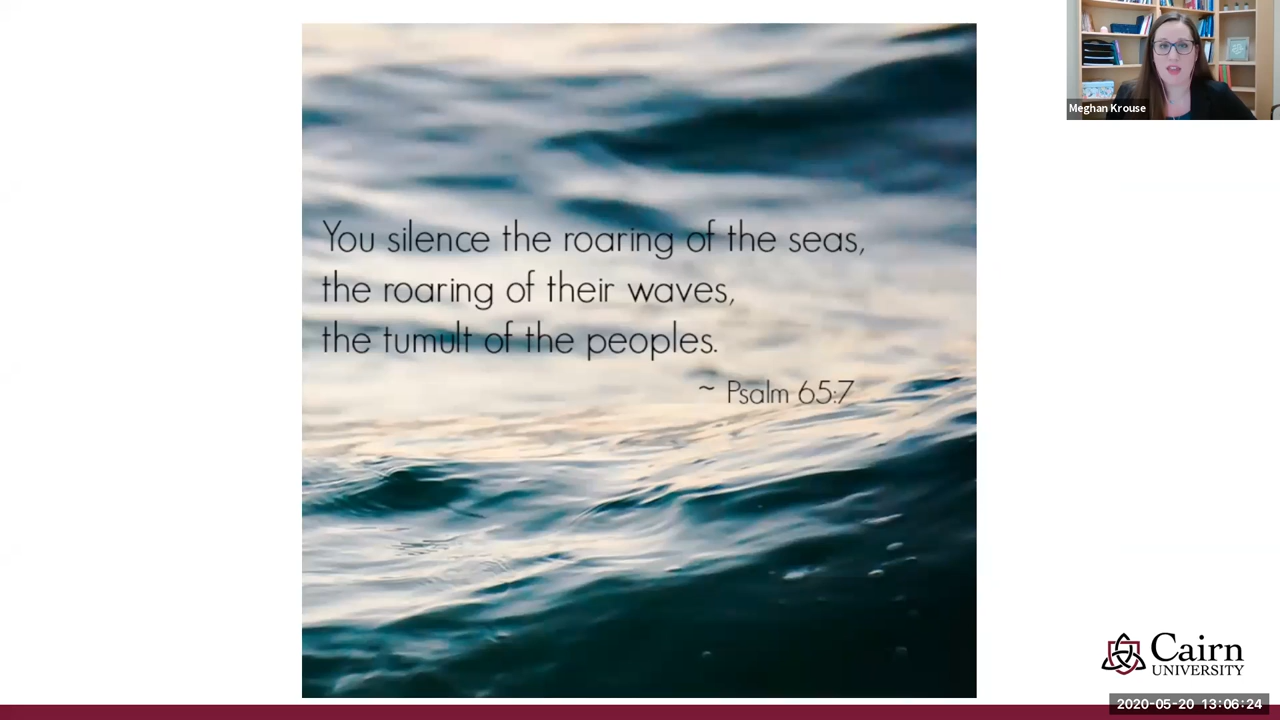 Meghan Krouse
You silence the roaring of the seas,
the roaring of their waves,
the tumult of the peoples.
~ Psalm 65:7
Cairn
UNIVERSITY
2020-05-20 13:06:24